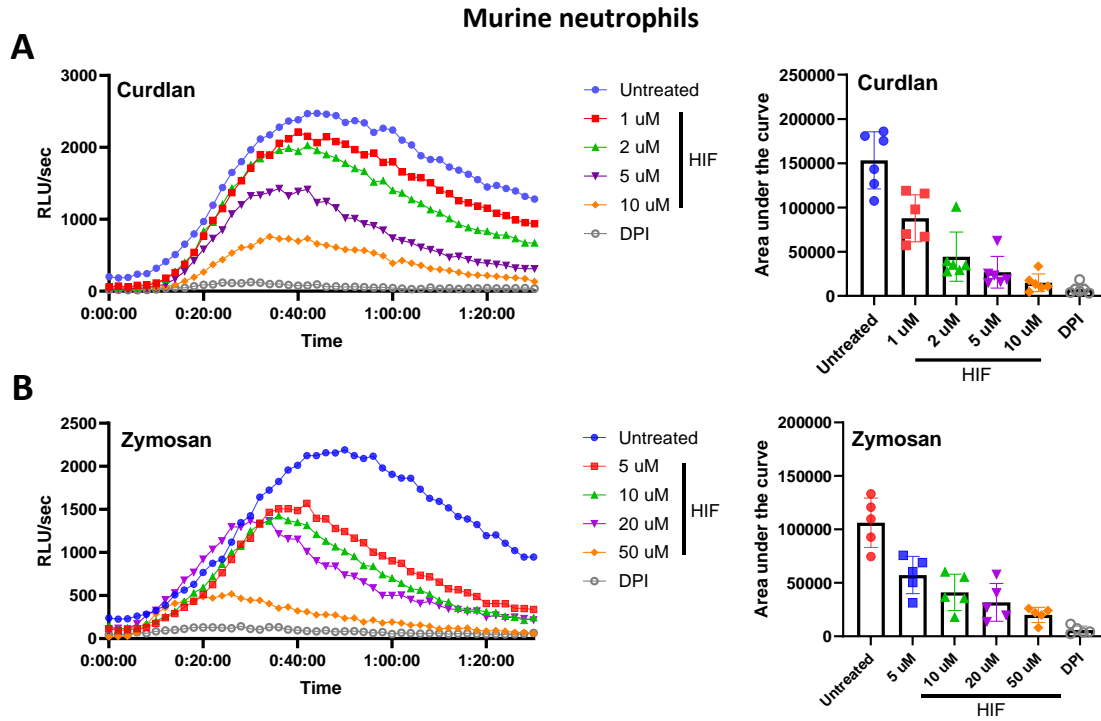 Murine neutrophils
A
Curdlan
RLU/sec
3000
2000
1000
0
0:00:00
0:20:00
0:40:00
1:00:00
1:20:00
Time
Untreated
1 uM
2 uM
5 uM
10 uM
DPI
HIF
Curdlan
Area under the curve
250000
200000
150000
100000
50000
0
Untreated
1 uM
2 uM
5 uM
10 uM
DPI
HIF
B
Zymosan
RLU/sec
2500
2000
1500
1000
500
0
0:00:00
0:20:00
0:40:00
1:00:00
1:20:00
Time
Untreated
5 uM
10 uM
20 uM
50 uM
DPI
HIF
Zymosan
Area under the curve
200000
150000
100000
50000
0
Untreated
5 uM
10 uM
20 uM
50 uM
DPI
HIF